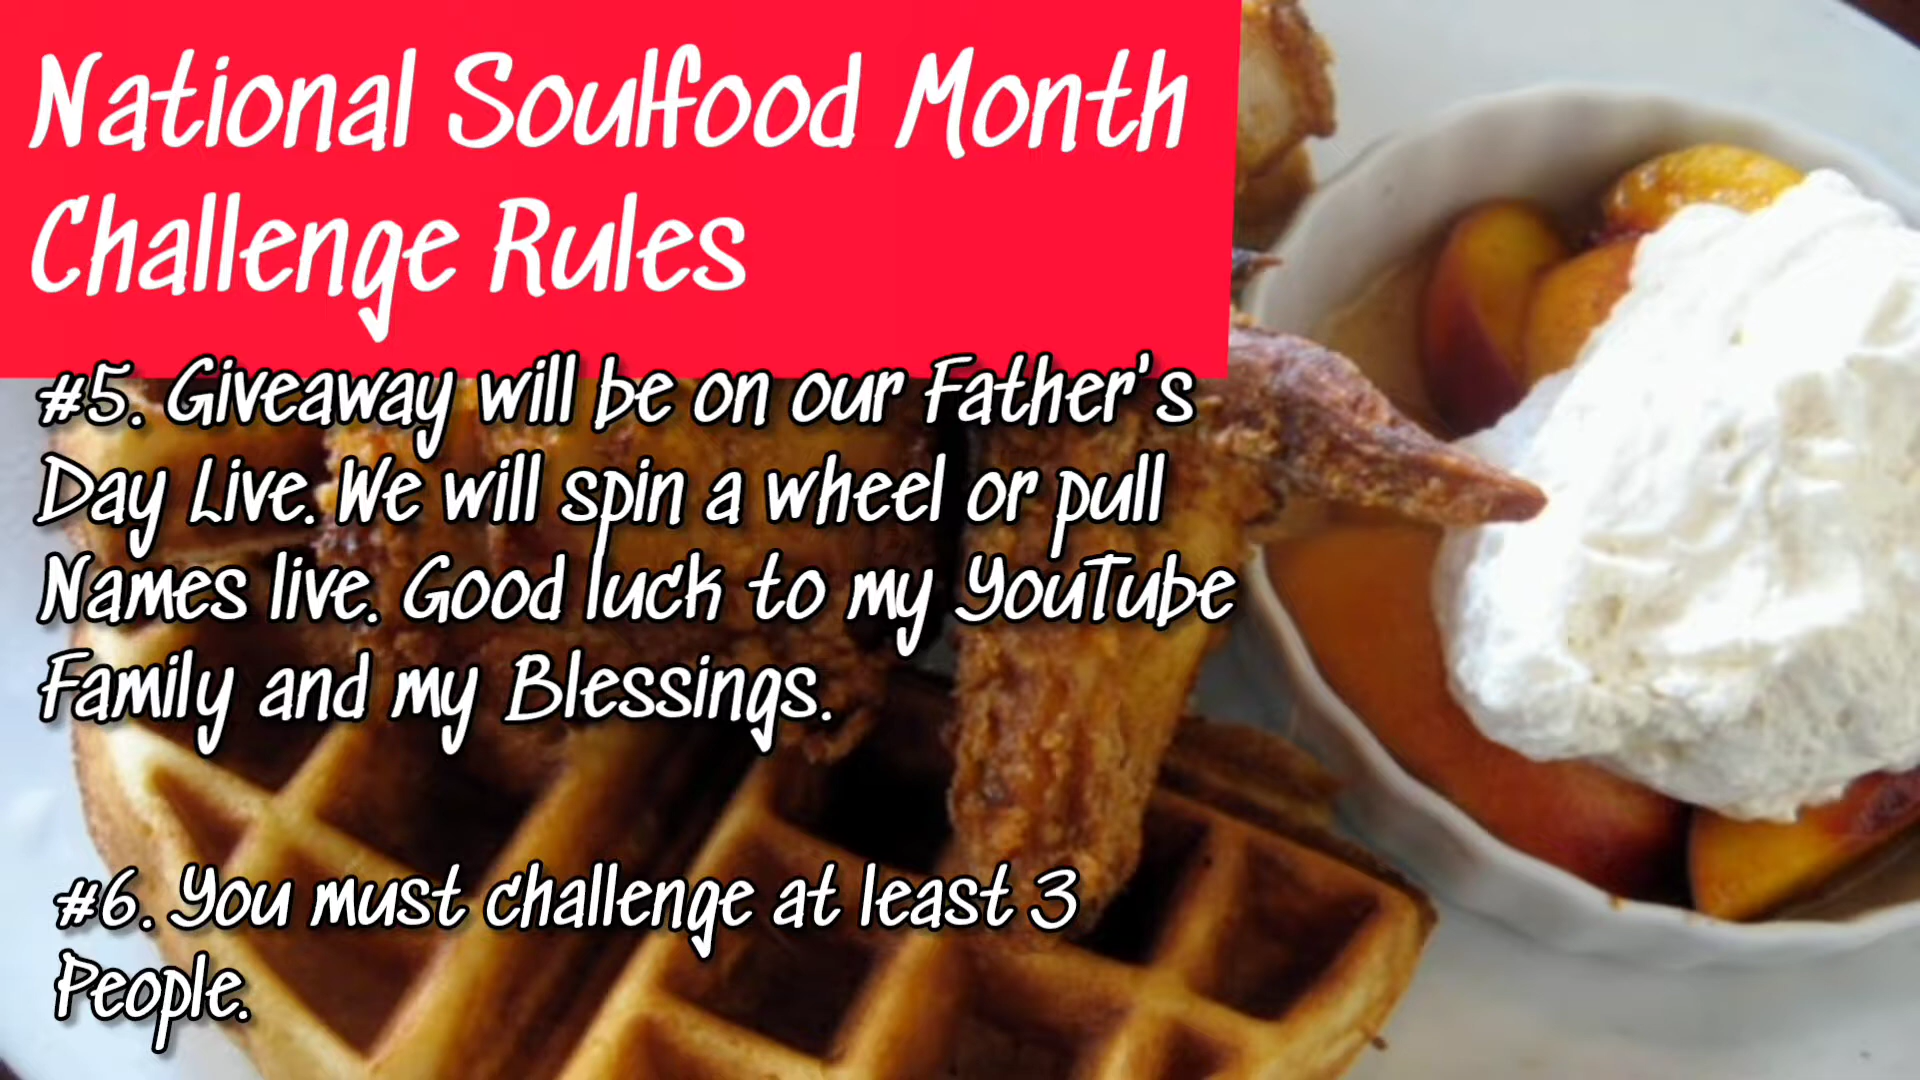 National Soulfood Month
Challenge Rules
#5. Giveaway will be on our Father's
Day Live. We will spin a wheel or pull
Names live. Good luck to my YouTube
Family and my Blessings.
#6. You must challenge at least 3
People.